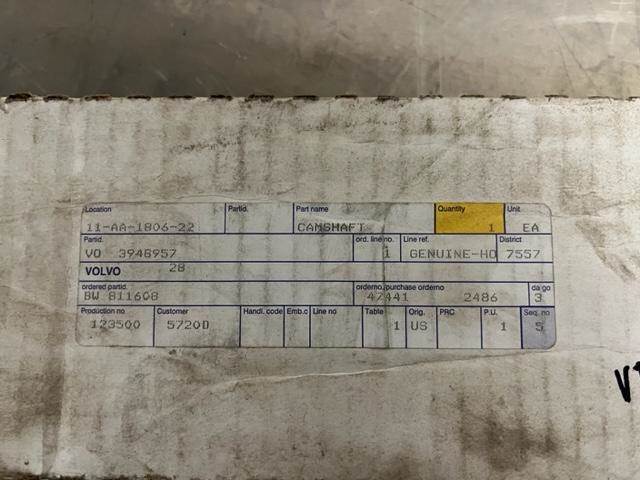 Location Partid. Part name Quantity Unit
11-AA-1806-22 CAMSHAFT 1 EA
Partid. ord. line no. Line ref. District
VO 3946957 1 GENUINE-HD 7557
VOLVO 28
ordered partid. orderno./purchase orderno da go
BW 811608 47441 2486 3
Production no Customer Handl. code Emb.c Line no Table Orig. PRC P.U. Seq. no
123500 5720D 1 US 1 5